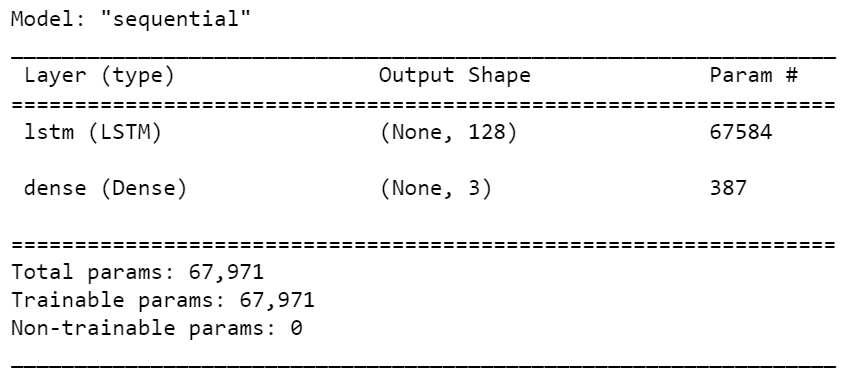 Model: "sequential"
_________________________________________________________________
Layer (type) Output Shape Param #
=================================================================
lstm (LSTM) (None, 128) 67584
dense (Dense) (None, 3) 387
=================================================================
Total params: 67,971
Trainable params: 67,971
Non-trainable params: 0
_________________________________________________________________